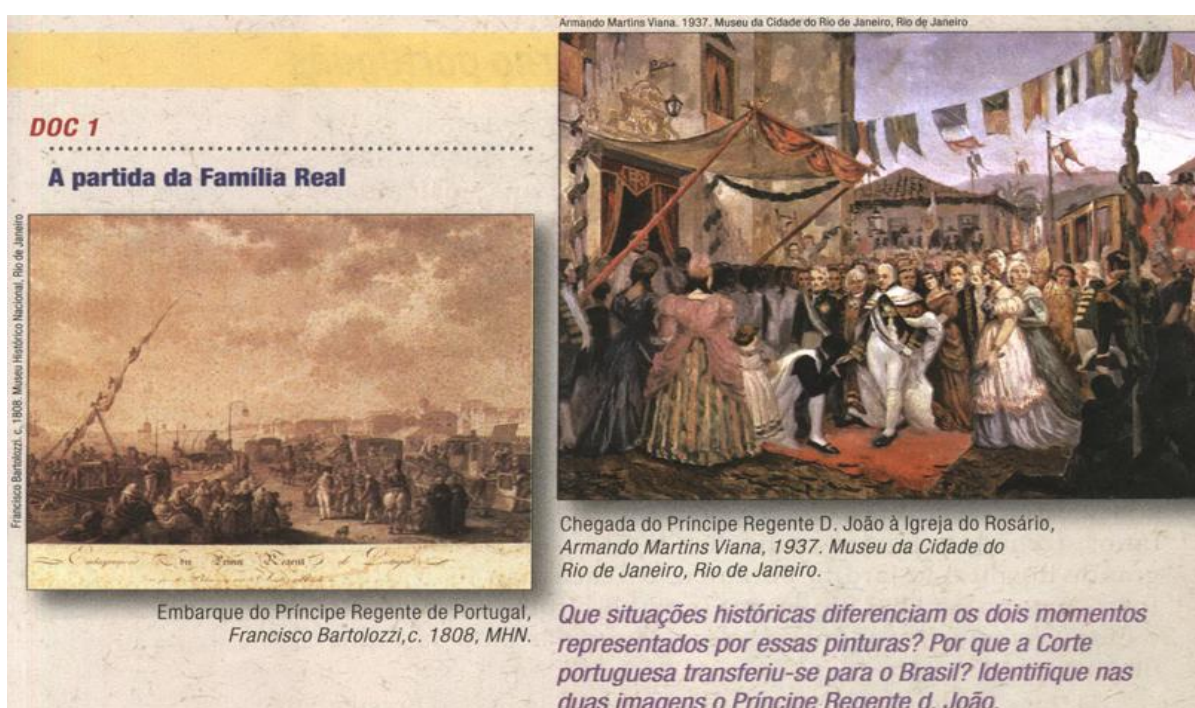 Armando Martins Viana. 1937. Museu da Cidade do Rio de Janeiro, Rio de Janeiro
DOC 1
A partida da Família Real
Francisco Bartolozzi. c. 1808. Museu Histórico Nacional, Rio de Janeiro
Embarque do Príncipe Regente de Portugal,
Francisco Bartolozzi,c. 1808, MHN.
Chegada do Príncipe Regente D. João à Igreja do Rosário,
Armando Martins Viana, 1937. Museu da Cidade do
Rio de Janeiro, Rio de Janeiro.
Que situações históricas diferenciam os dois momentos
representados por essas pinturas? Por que a Corte
portuguesa transferiu-se para o Brasil? Identifique nas
duas imagens o Príncipe Regente d. João.